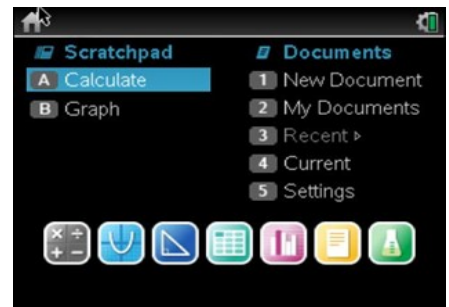 Scratchpad
A Calculate
B Graph
Documents
1 New Document
2 My Documents
3 Recent ▹
4 Current
5 Settings